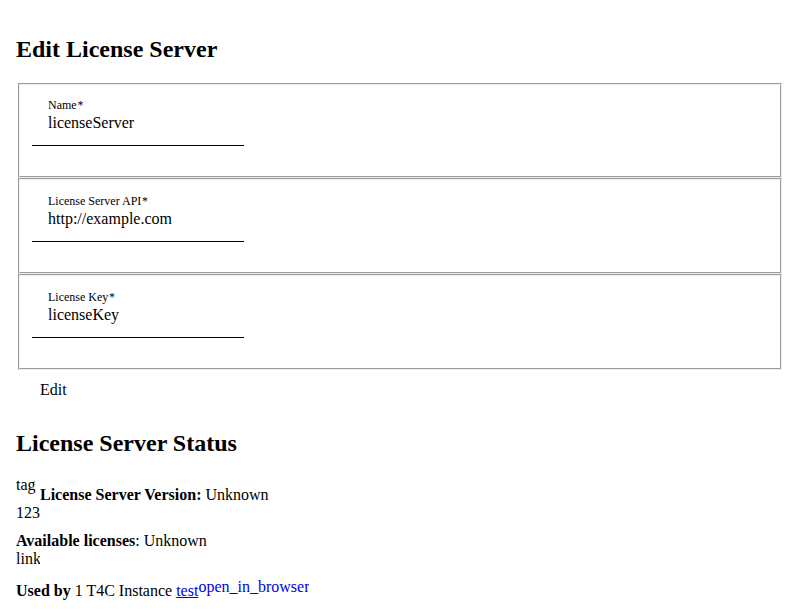 Edit License Server
Name*
licenseServer
License Server API*
http://example.com
License Key*
licenseKey
Edit
License Server Status
tag License Server Version: Unknown
123
Available licenses: Unknown
link
Used by 1 T4C Instance testopen_in_browser